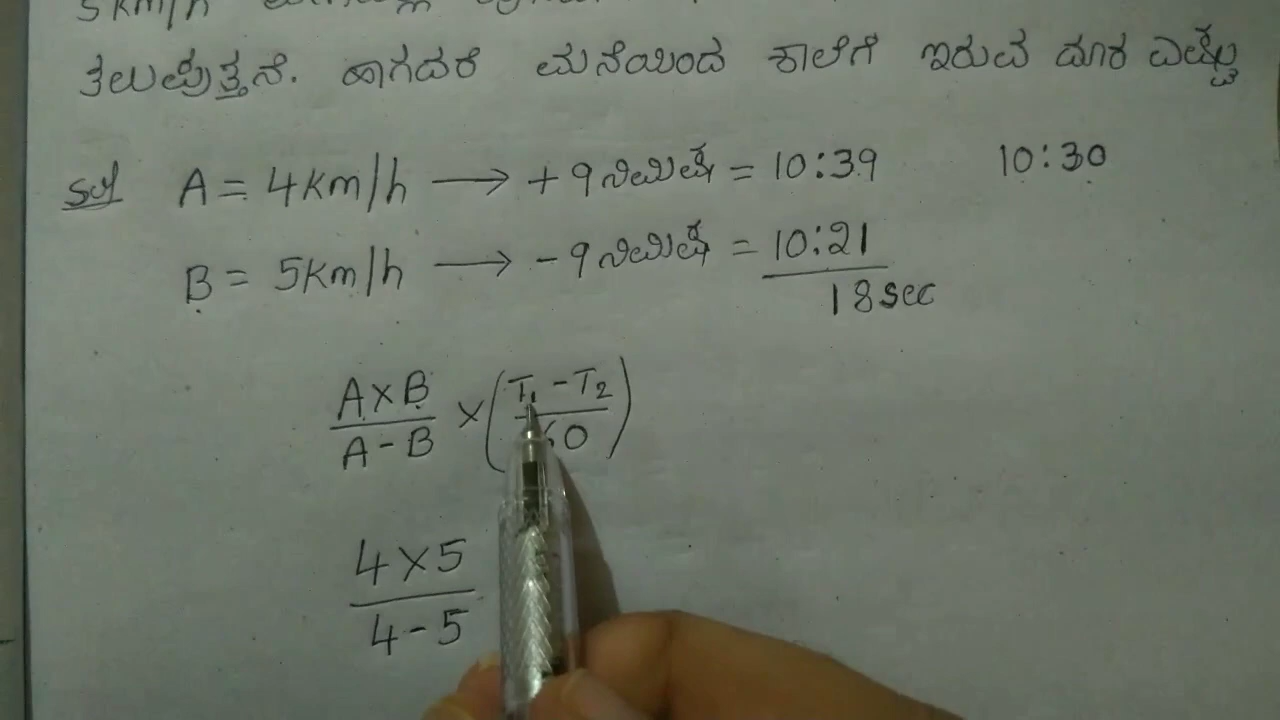 5km/h
ತಲುಪುತ್ತನೆ. ಹಾಗದರೆ ಮನೆಯಿಂದ ಶಾಲೆಗೆ ಇರುವ ದೂರ ಎಷ್ಟು
Sol A = 4km/h → +9 ನಿಮಿಷ = 10:39 10:30
B = 5km/h → -9 ನಿಮಿಷ = 10:21
18sec
A×B / A-B × (T1 - T2 / 60)
4×5 / 4-5